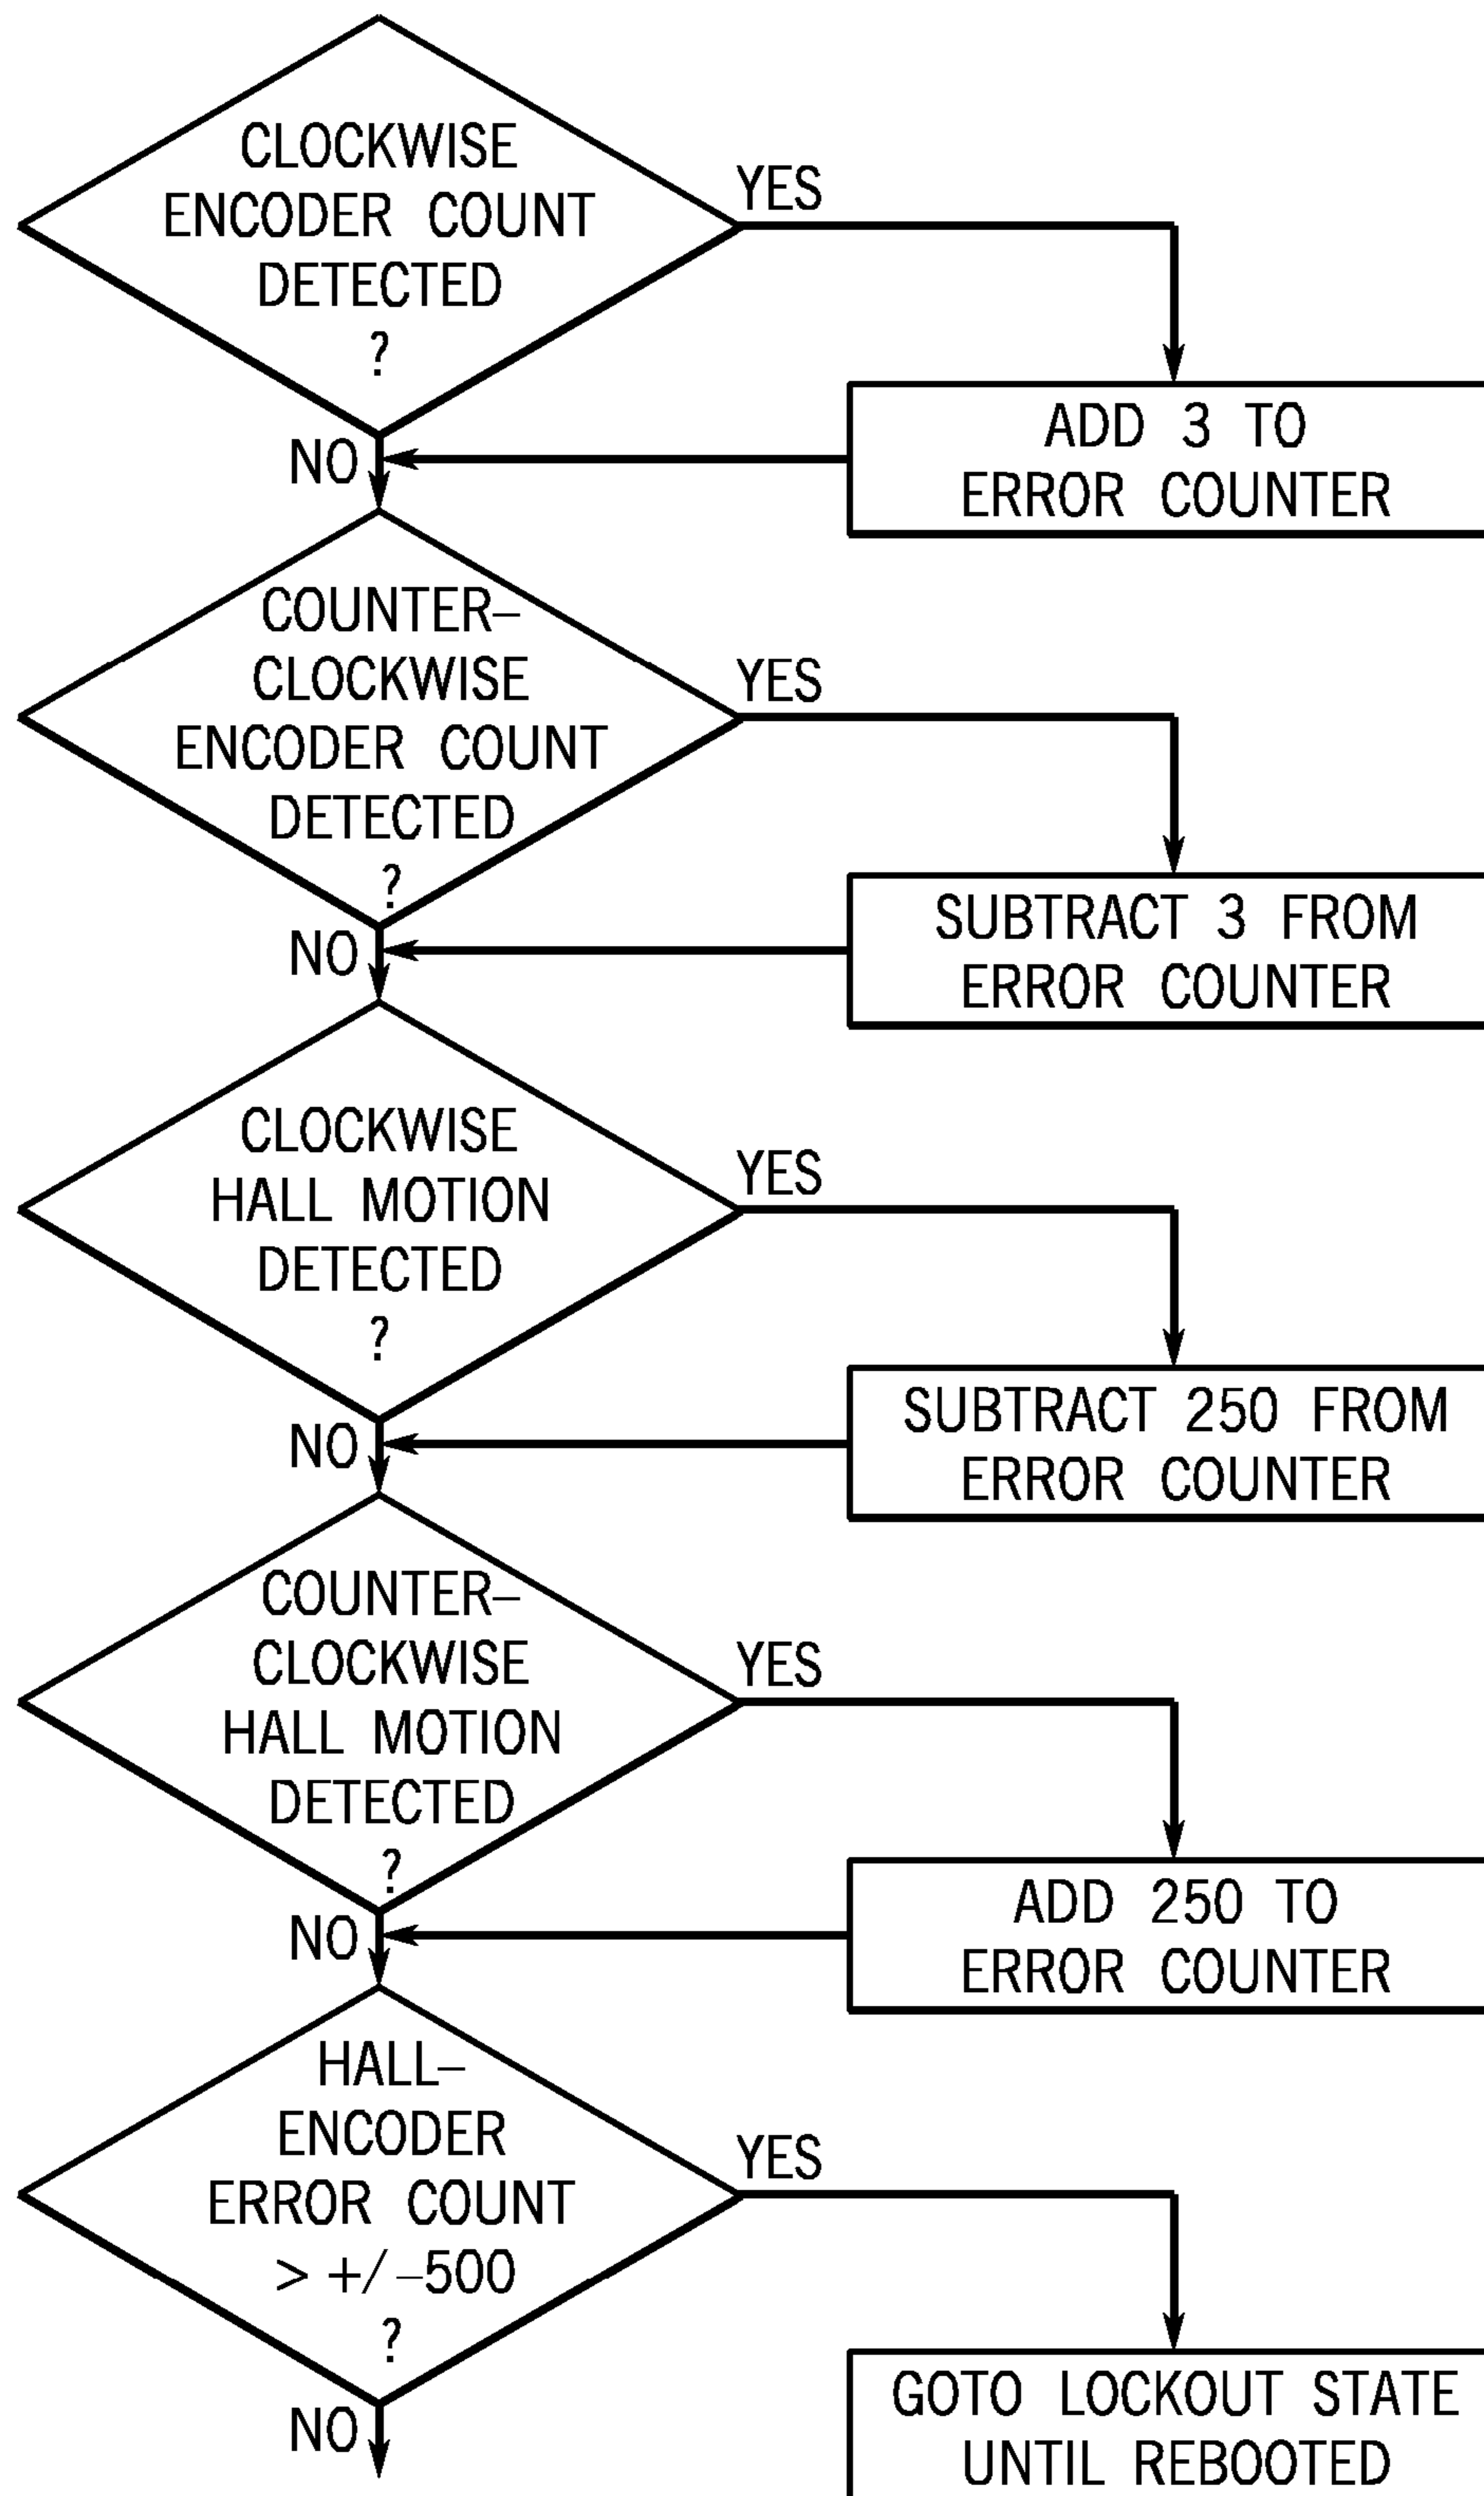 CLOCKWISE
ENCODER COUNT
DETECTED
?
YES
ADD 3 TO
ERROR COUNTER
NO
COUNTER-
CLOCKWISE
ENCODER COUNT
DETECTED
?
YES
SUBTRACT 3 FROM
ERROR COUNTER
NO
CLOCKWISE
HALL MOTION
DETECTED
?
YES
SUBTRACT 250 FROM
ERROR COUNTER
NO
COUNTER-
CLOCKWISE
HALL MOTION
DETECTED
?
YES
ADD 250 TO
ERROR COUNTER
NO
HALL-
ENCODER
ERROR COUNT
> +/-500
?
YES
GOTO LOCKOUT STATE
UNTIL REBOOTED
NO